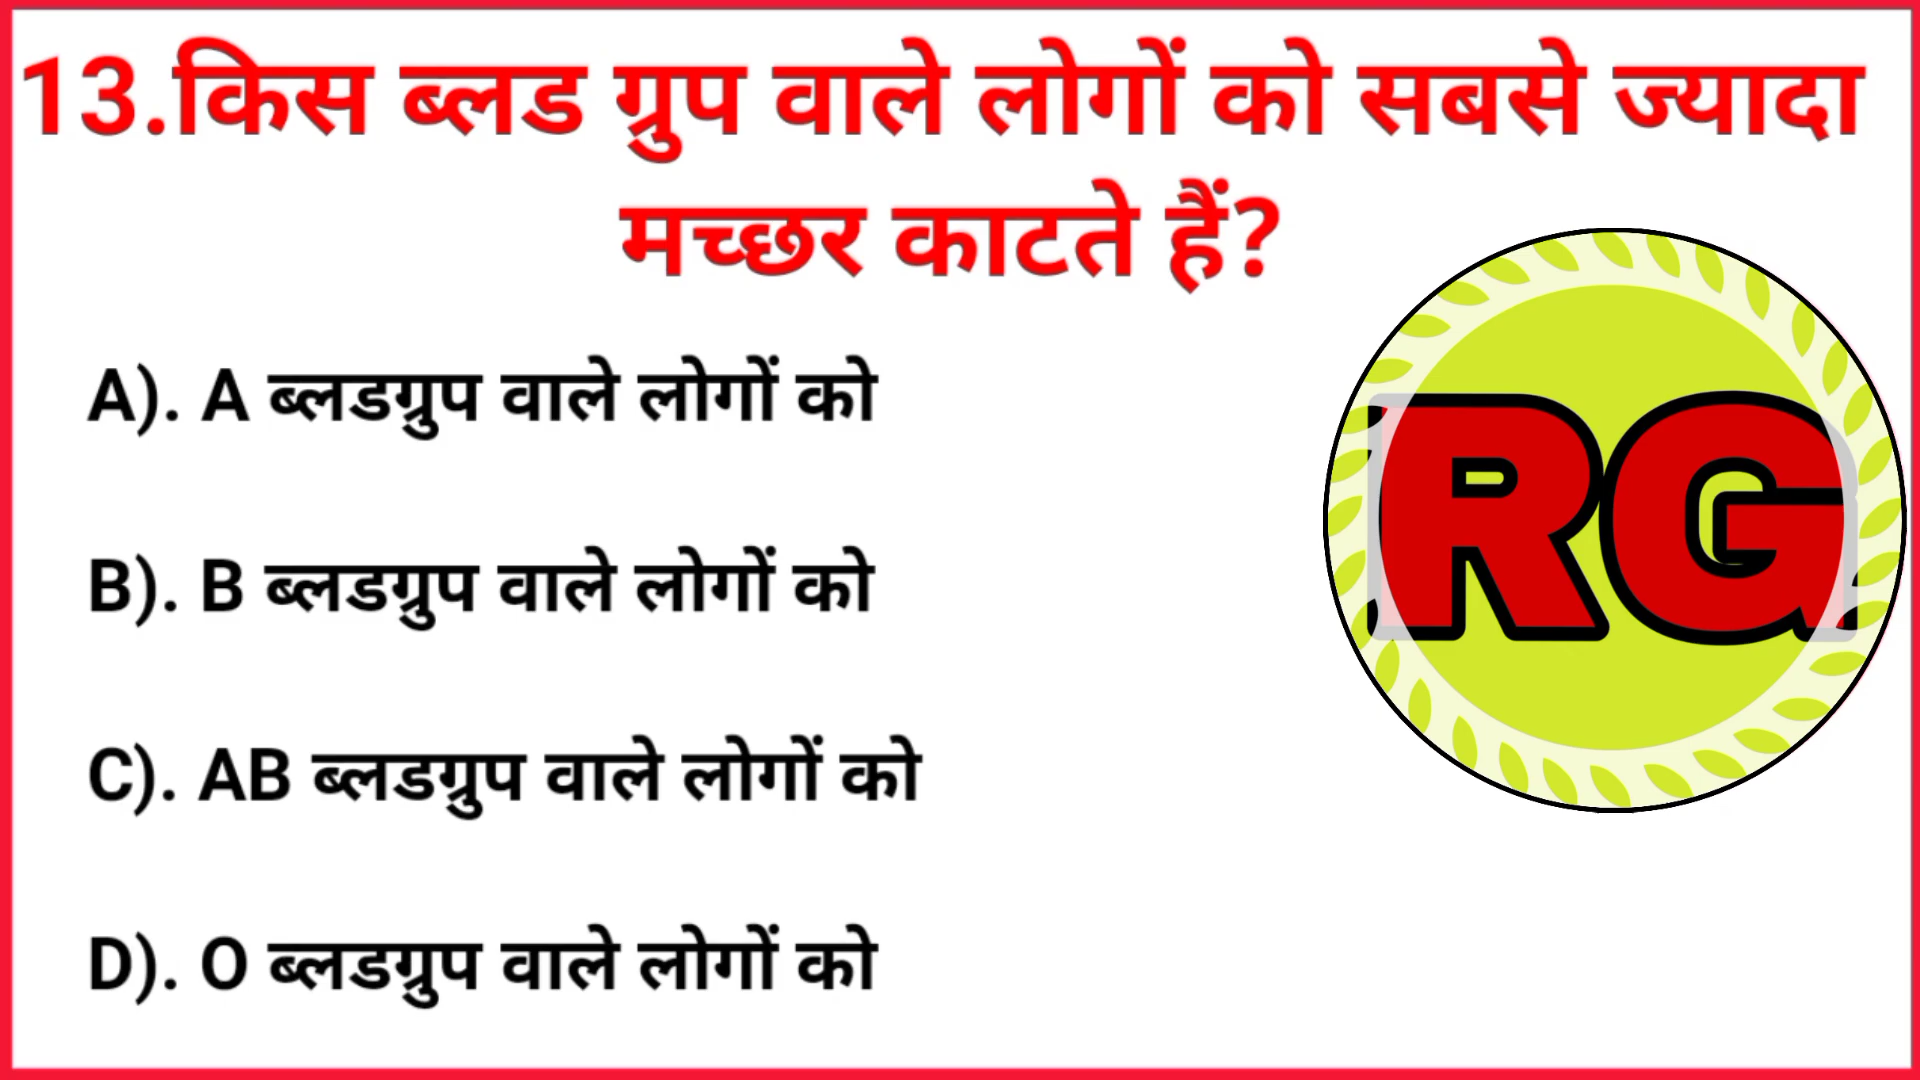 13.किस ब्लड ग्रुप वाले लोगों को सबसे ज्यादा
मच्छर काटते हैं?
A). A ब्लडग्रुप वाले लोगों को
B). B ब्लडग्रुप वाले लोगों को
C). AB ब्लडग्रुप वाले लोगों को
D). O ब्लडग्रुप वाले लोगों को
RG